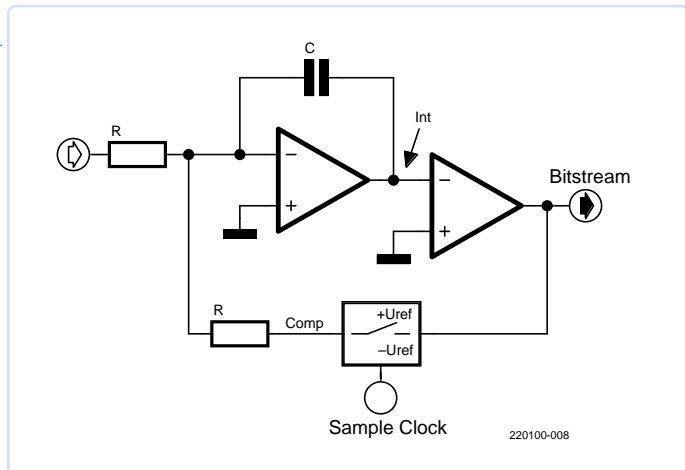 C
R
Int
−
+
−
+
Bitstream
R
Comp
+Uref
−Uref
Sample Clock
220100-008